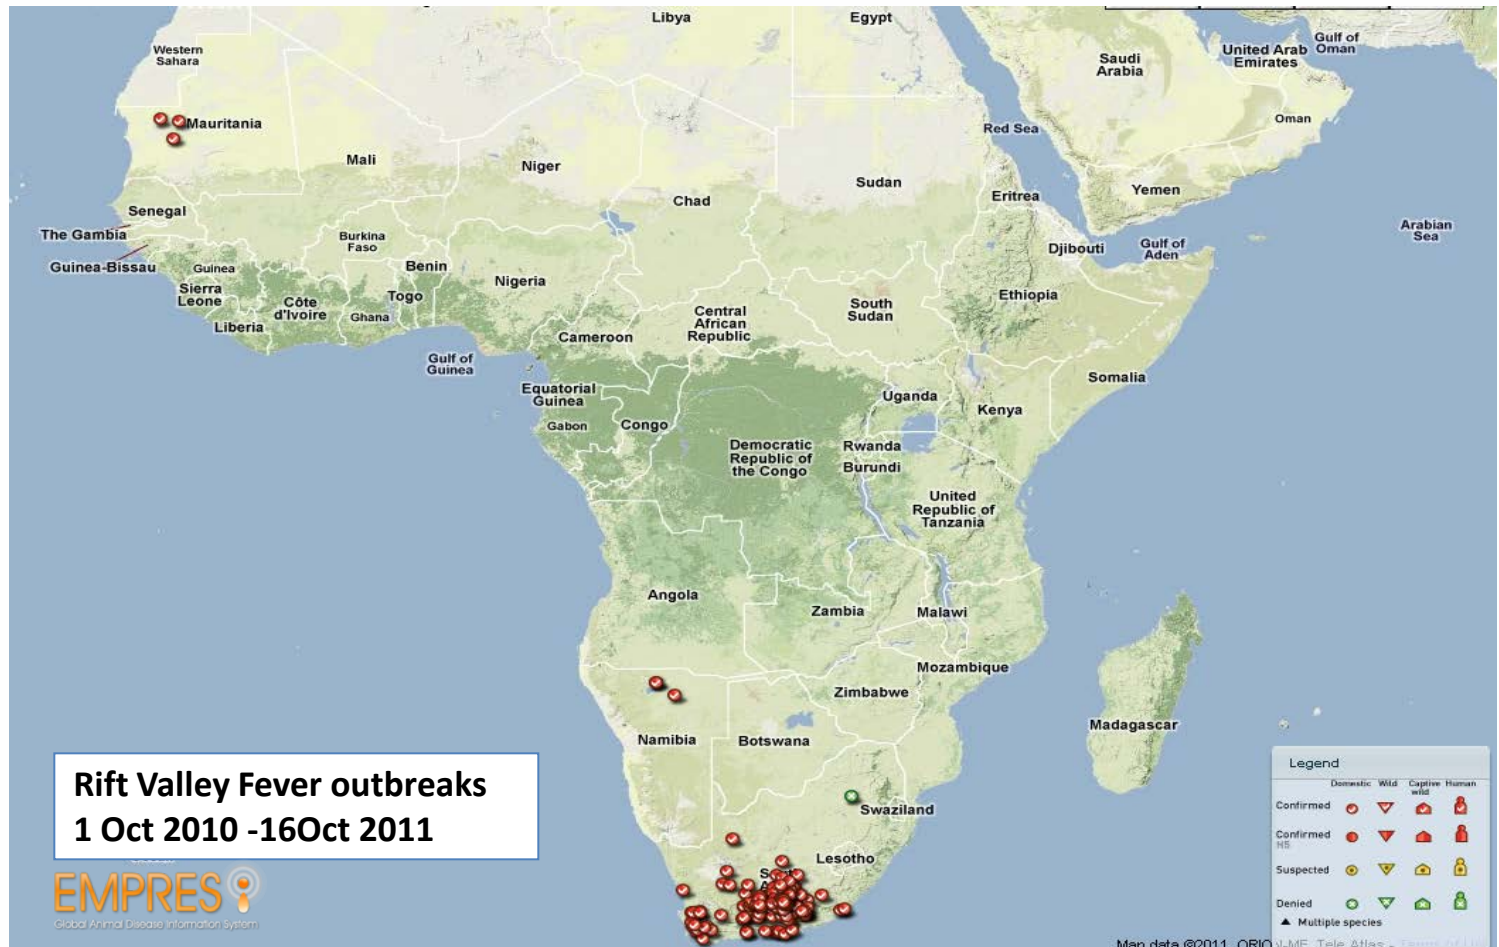 Libya
Egypt
Western
Sahara
Saudi
Arabia
United Arab
Emirates
Gulf of
Oman
Mauritania
Oman
Red Sea
Mali
Niger
Sudan
Chad
Eritrea
Yemen
Senegal
The Gambia
Guinea-Bissau
Burkina
Faso
Djibouti
Gulf of
Aden
Arabian
Sea
Guinea
Benin
Nigeria
Sierra
Leone
Côte
d'Ivoire
Togo
Ghana
Liberia
Ethiopia
South
Sudan
Central
African
Republic
Cameroon
Gulf of
Guinea
Somalia
Equatorial
Guinea
Uganda
Kenya
Gabon
Congo
Democratic
Republic of
the Congo
Rwanda
Burundi
United
Republic of
Tanzania
Angola
Zambia
Malawi
Mozambique
Zimbabwe
Madagascar
Namibia
Botswana
Swaziland
Lesotho
Rift Valley Fever outbreaks
1 Oct 2010 -16Oct 2011
EMPRES i
Global Animal Disease Information System
Legend
Domestic Wild Captive wild Human
Confirmed
Confirmed
H5
Suspected
Denied
Multiple species
Map data ©2011
Tele Atlas -